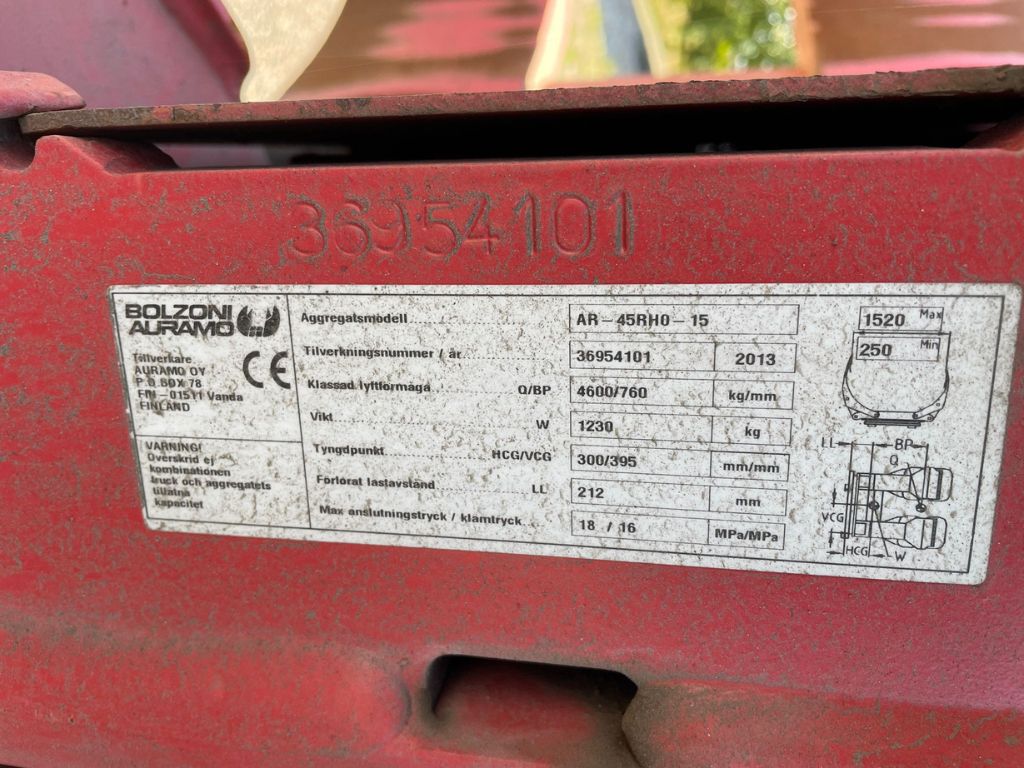 36954101
BOLZONI
AURAMO
Tillverkare
AURAMO OY
P.O BOX 78
FIN - 01511 Vanda
FINLAND
CE
VARNING!
Överskrid ej
kombinationen
truck och aggregatets
tillåtna
kapacitet
Aggregatsmodell AR - 45RH0 - 15
Tillverkningsnummer / år 36954101 2013
Klassad lyftförmåga Q/BP 4600/760 kg/mm
Vikt W 1230 kg
Tyngdpunkt HCG/VCG 300/395 mm/mm
Förlorat lastavstånd LL 212 mm
Max anslutningstryck / klämtryck 18 / 16 MPa/MPa
1520 Max
250 Min
LL BP
Q
VCG
HCG W